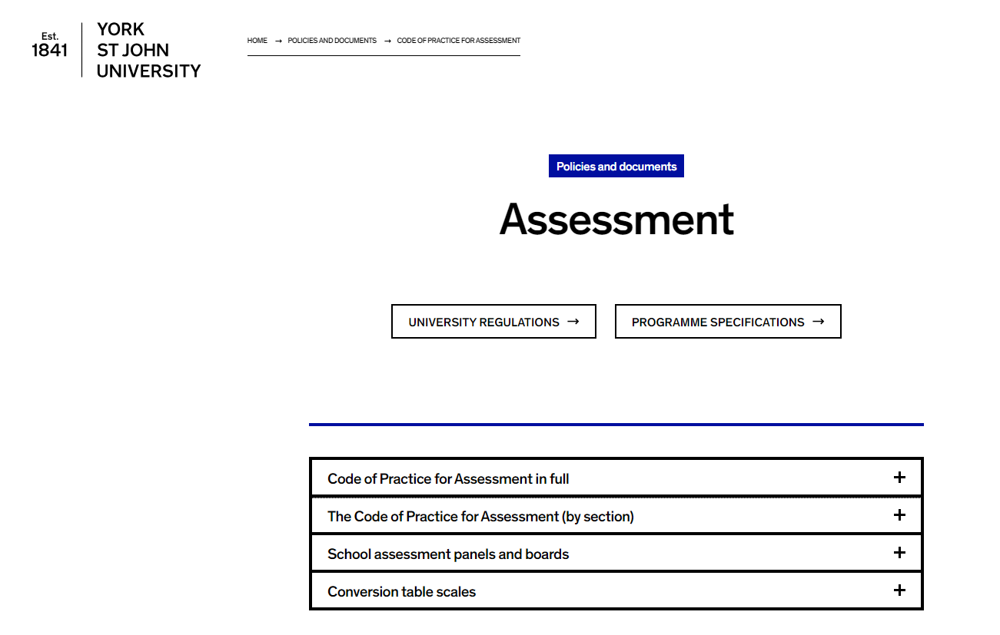 Est.
1841
YORK
ST JOHN
UNIVERSITY
HOME → POLICIES AND DOCUMENTS → CODE OF PRACTICE FOR ASSESSMENT
Policies and documents
Assessment
UNIVERSITY REGULATIONS → PROGRAMME SPECIFICATIONS →
Code of Practice for Assessment in full +
The Code of Practice for Assessment (by section) +
School assessment panels and boards +
Conversion table scales +